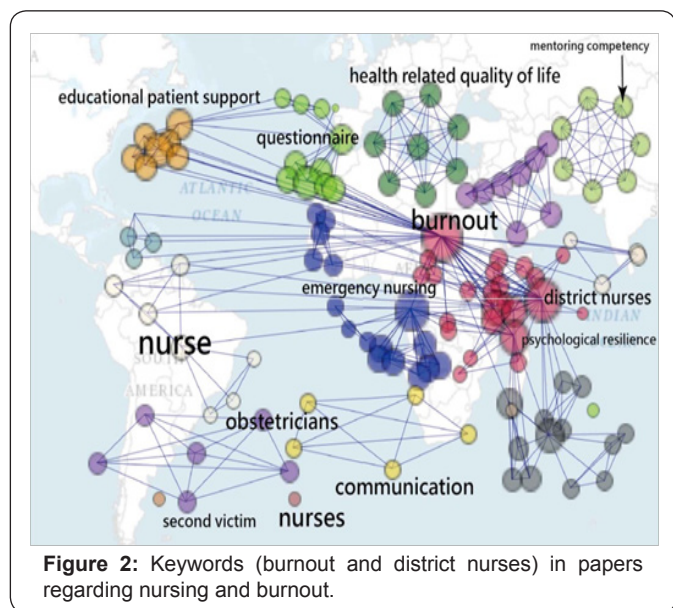 mentoring competency
health related quality of life
educational patient support
questionnaire
ATLANTIC
OCEAN
burnout
emergency nursing
district nurses
INDIAN
psychological resilience
nurse
AMERICA
obstetricians
communication
second victim
nurses
Figure 2: Keywords (burnout and district nurses) in papers
regarding nursing and burnout.